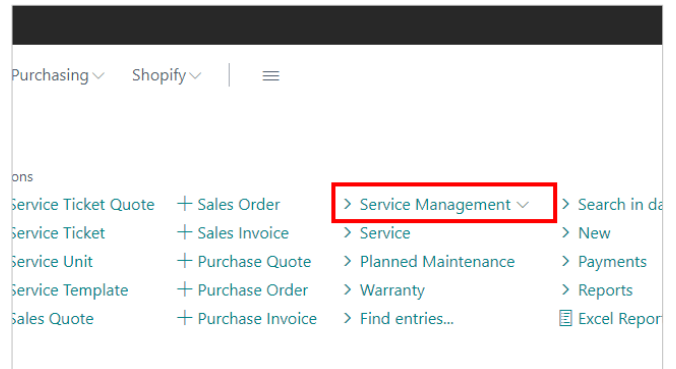 Purchasing Shopify
ons
Service Ticket Quote + Sales Order > Service Management > Search in da
Service Ticket + Sales Invoice > Service > New
Service Unit + Purchase Quote > Planned Maintenance > Payments
Service Template + Purchase Order > Warranty > Reports
Sales Quote + Purchase Invoice > Find entries... Excel Repor